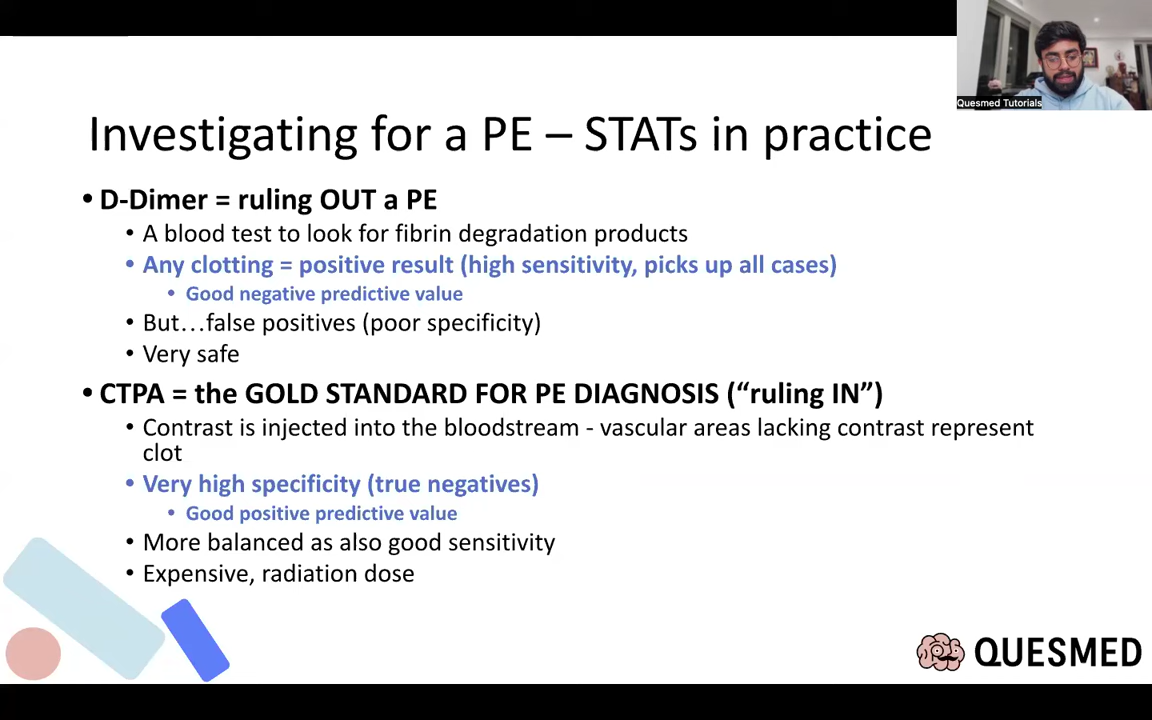 Quesmed Tutorials
Investigating for a PE – STATs in practice
• D-Dimer = ruling OUT a PE
• A blood test to look for fibrin degradation products
• Any clotting = positive result (high sensitivity, picks up all cases)
• Good negative predictive value
• But…false positives (poor specificity)
• Very safe
• CTPA = the GOLD STANDARD FOR PE DIAGNOSIS (“ruling IN”)
• Contrast is injected into the bloodstream - vascular areas lacking contrast represent
clot
• Very high specificity (true negatives)
• Good positive predictive value
• More balanced as also good sensitivity
• Expensive, radiation dose
QUESMED